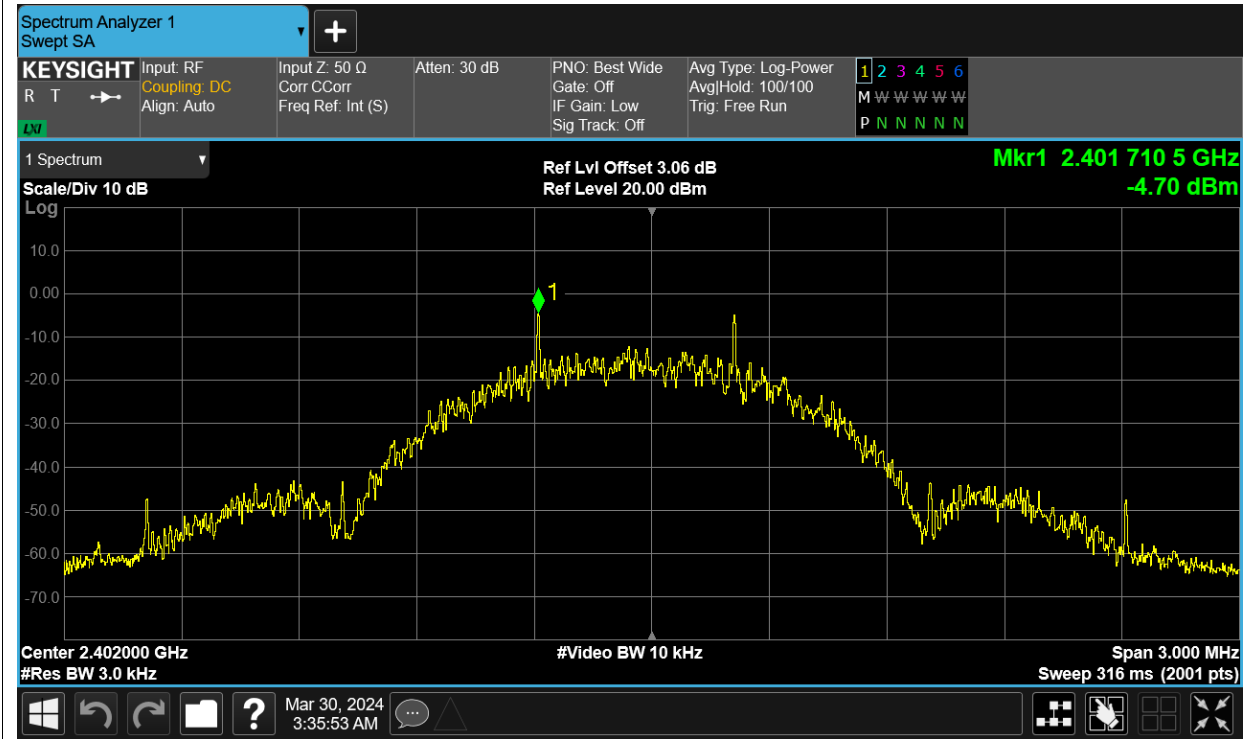 Spectrum Analyzer 1
Swept SA
KEYSIGHT
R T
LXI
Input: RF
Coupling: DC
Align: Auto
Input Z: 50 Ω
Corr CCorr
Freq Ref: Int (S)
Atten: 30 dB
PNO: Best Wide
Gate: Off
IF Gain: Low
Sig Track: Off
Avg Type: Log-Power
Avg|Hold: 100/100
Trig: Free Run
1 2 3 4 5 6
M W W W W W
P N N N N N
1 Spectrum
Scale/Div 10 dB
Ref Lvl Offset 3.06 dB
Ref Level 20.00 dBm
Mkr1 2.401 710 5 GHz
-4.70 dBm
Log
10.0
0.00
-10.0
-20.0
-30.0
-40.0
-50.0
-60.0
-70.0
1
Center 2.402000 GHz
#Res BW 3.0 kHz
#Video BW 10 kHz
Span 3.000 MHz
Sweep 316 ms (2001 pts)
Mar 30, 2024
3:35:53 AM